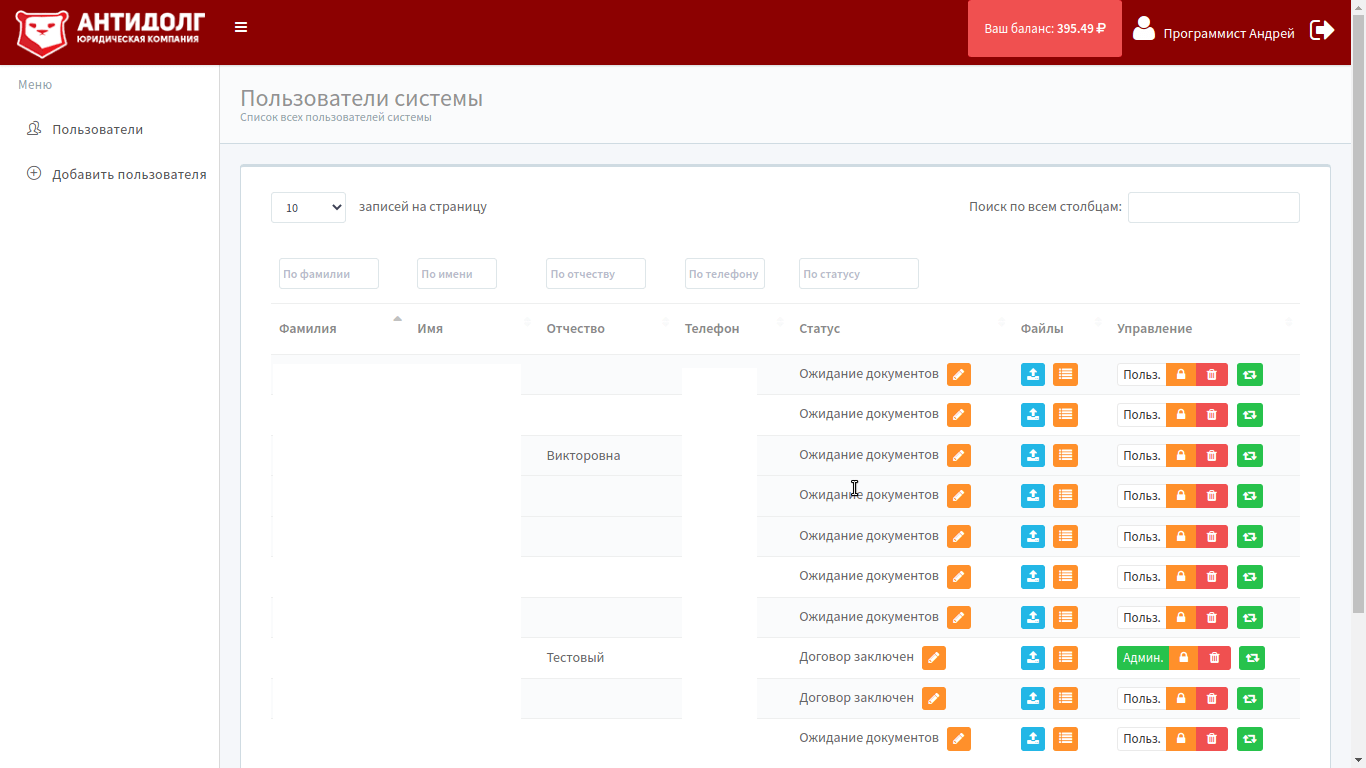 АНТИДОЛГ
ЮРИДИЧЕСКАЯ КОМПАНИЯ
Ваш баланс: 395.49 ₽
Программист Андрей
Меню
Пользователи
Добавить пользователя
Пользователи системы
Список всех пользователей системы
10 записей на страницу
Поиск по всем столбцам:
По фамилии По имени По отчеству По телефону По статусу
Фамилия Имя Отчество Телефон Статус Файлы Управление
Ожидание документов Польз.
Ожидание документов Польз.
Викторовна Ожидание документов Польз.
Ожидание документов Польз.
Ожидание документов Польз.
Ожидание документов Польз.
Ожидание документов Польз.
Тестовый Договор заключен Админ.
Договор заключен Польз.
Ожидание документов Польз.